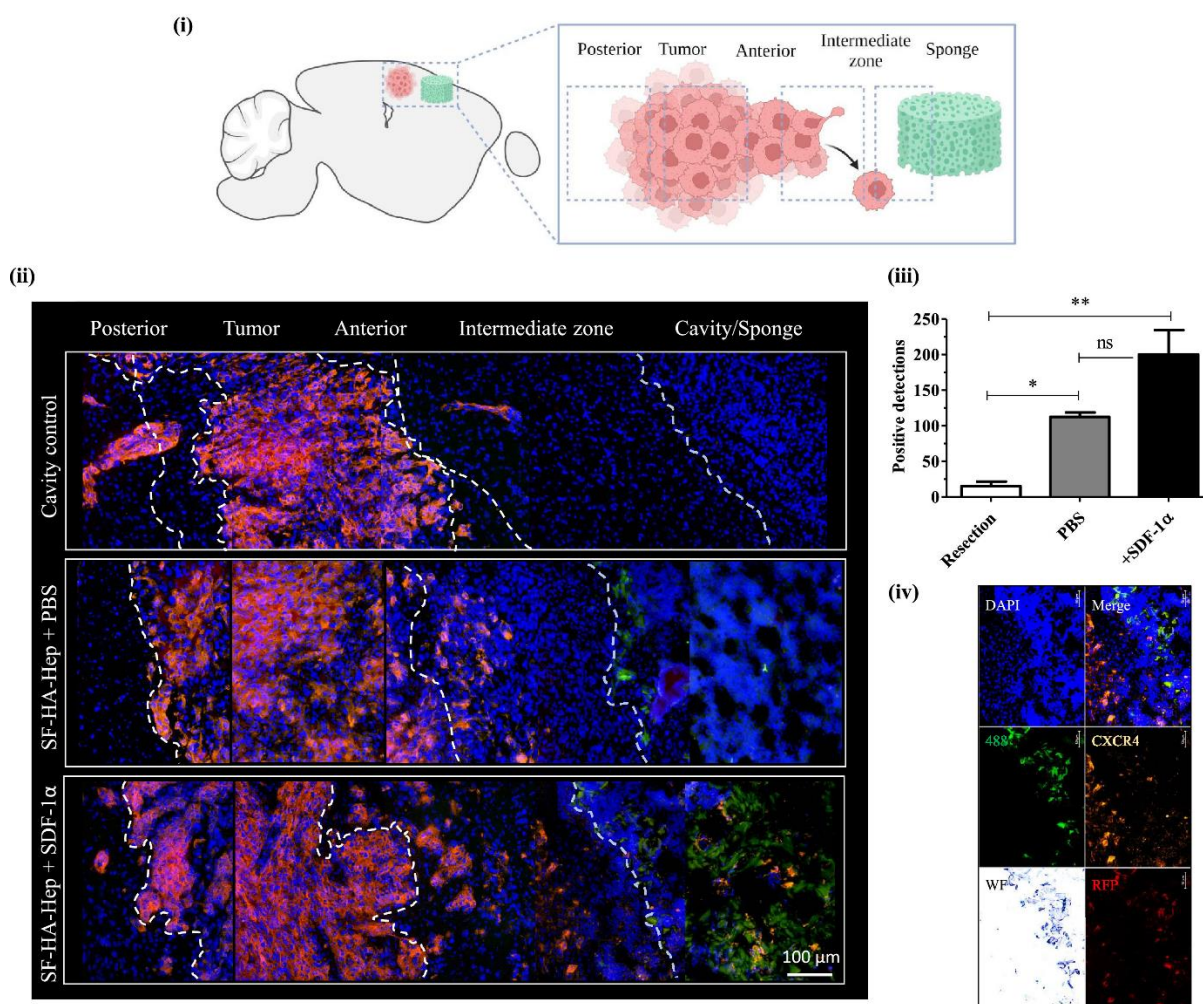 (i)
Posterior Tumor Anterior Intermediate zone Sponge
(ii)
Posterior Tumor Anterior Intermediate zone Cavity/Sponge
Cavity control
SF-HA-Hep + PBS
SF-HA-Hep + SDF-1α
100 µm
(iii)
**
ns
*
Positive detections
250
200
150
100
50
0
Resection
PBS
+SDF-1α
(iv)
DAPI Merge
488 CXCR4
WF RFP